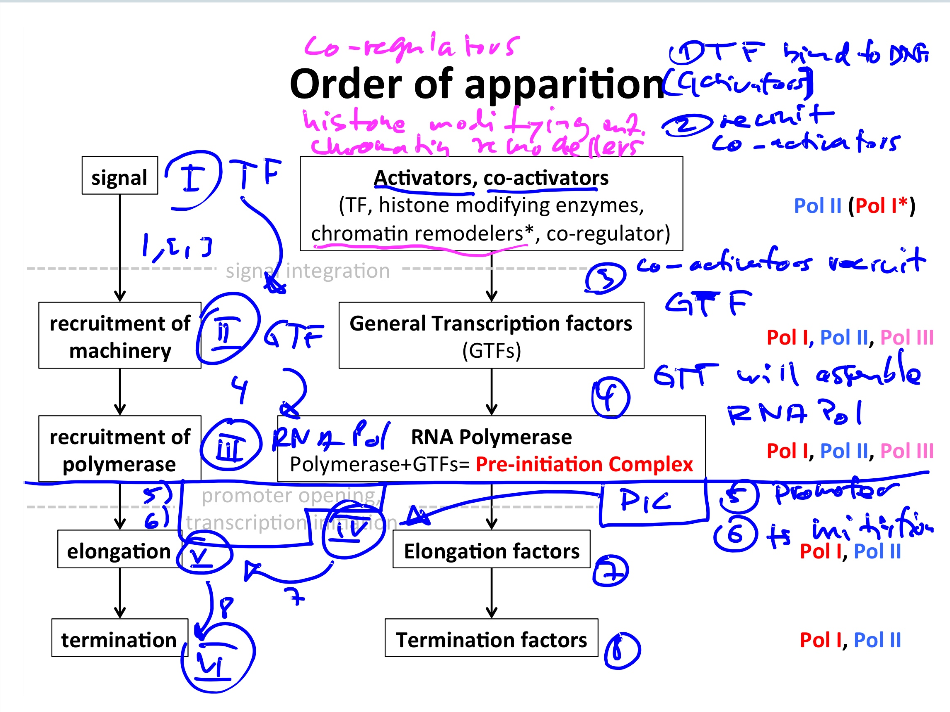 co-regulators
① TF bind to DNA
Order of apparition
(activators)
② recruit
co-activators
histone modifying enz.
chromatin remodellers
signal
I TF
Activators, co-activators
(TF, histone modifying enzymes,
chromatin remodelers*, co-regulator)
Pol II (Pol I*)
signal integration
③ co-activators recruit
GTF
recruitment of
machinery
II GTF
General Transcription factors
(GTFs)
Pol I, Pol II, Pol III
4
④ GTF will assemble
RNA Pol
recruitment of
polymerase
III RNA Pol
RNA Polymerase
Polymerase+GTFs= Pre-initiation Complex
Pol I, Pol II, Pol III
5)
6)
promoter opening,
transcription initiation
IV
PIC
⑤ promoter
⑥ ts initiation
elongation
V
7
Elongation factors
⑦
Pol I, Pol II
8
termination
VI
Termination factors
⑧
Pol I, Pol II